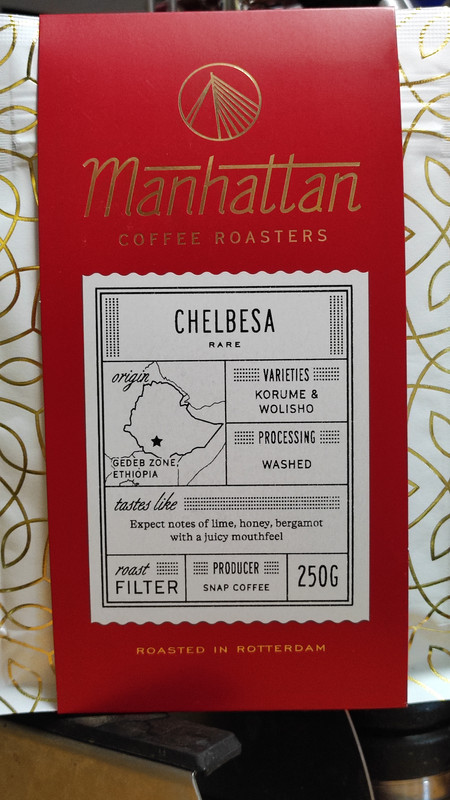 Manhattan
COFFEE ROASTERS
CHELBESA
RARE
origin
GEDEB ZONE,
ETHIOPIA
VARIETIES
KORUME &
WOLISHO
PROCESSING
WASHED
tastes like
Expect notes of lime, honey, bergamot
with a juicy mouthfeel
roast
FILTER
PRODUCER
SNAP COFFEE
250G
ROASTED IN ROTTERDAM